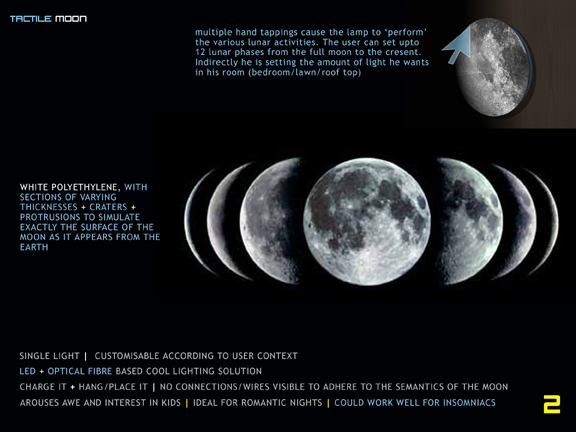 TACTILE MOON
multiple hand tappings cause the lamp to ‘perform’
the various lunar activities. The user can set upto
12 lunar phases from the full moon to the cresent.
Indirectly he is setting the amount of light he wants
in his room (bedroom/lawn/roof top)
WHITE POLYETHYLENE, WITH
SECTIONS OF VARYING
THICKNESSES + CRATERS +
PROTRUSIONS TO SIMULATE
EXACTLY THE SURFACE OF THE
MOON AS IT APPEARS FROM THE
EARTH
SINGLE LIGHT | CUSTOMISABLE ACCORDING TO USER CONTEXT
LED + OPTICAL FIBRE BASED COOL LIGHTING SOLUTION
CHARGE IT + HANG/PLACE IT | NO CONNECTIONS/WIRES VISIBLE TO ADHERE TO THE SEMANTICS OF THE MOON
AROUSES AWE AND INTEREST IN KIDS | IDEAL FOR ROMANTIC NIGHTS | COULD WORK WELL FOR INSOMNIACS
2